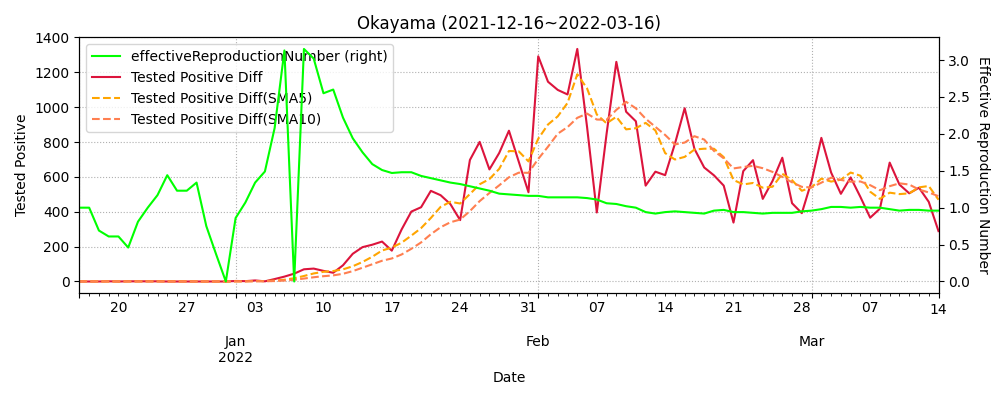 Okayama (2021-12-16~2022-03-16)
effectiveReproductionNumber (right)
Tested Positive Diff
Tested Positive Diff(SMA5)
Tested Positive Diff(SMA10)
Tested Positive
1400
1200
1000
800
600
400
200
0
Effective Reproduction Number
3.0
2.5
2.0
1.5
1.0
0.5
0.0
20 27 03 10 17 24 07 14 21 28 07 14
Jan Feb Mar
2022
Date